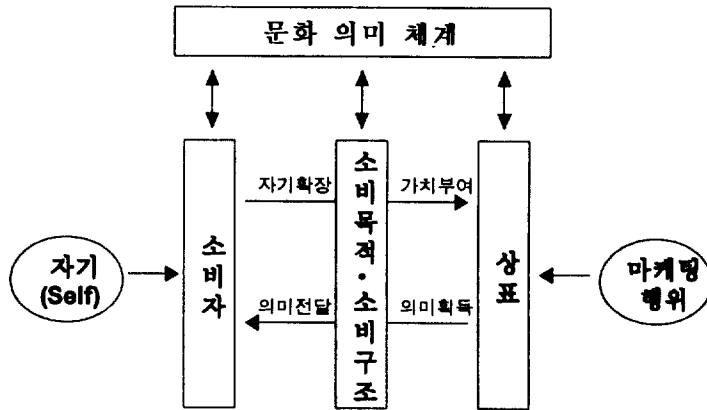 문화 의미 체계
자기확장
가치부여
소비자
소비목적·소비구조
상표
자기
(Self)
마케팅
행위
의미전달
의미획득